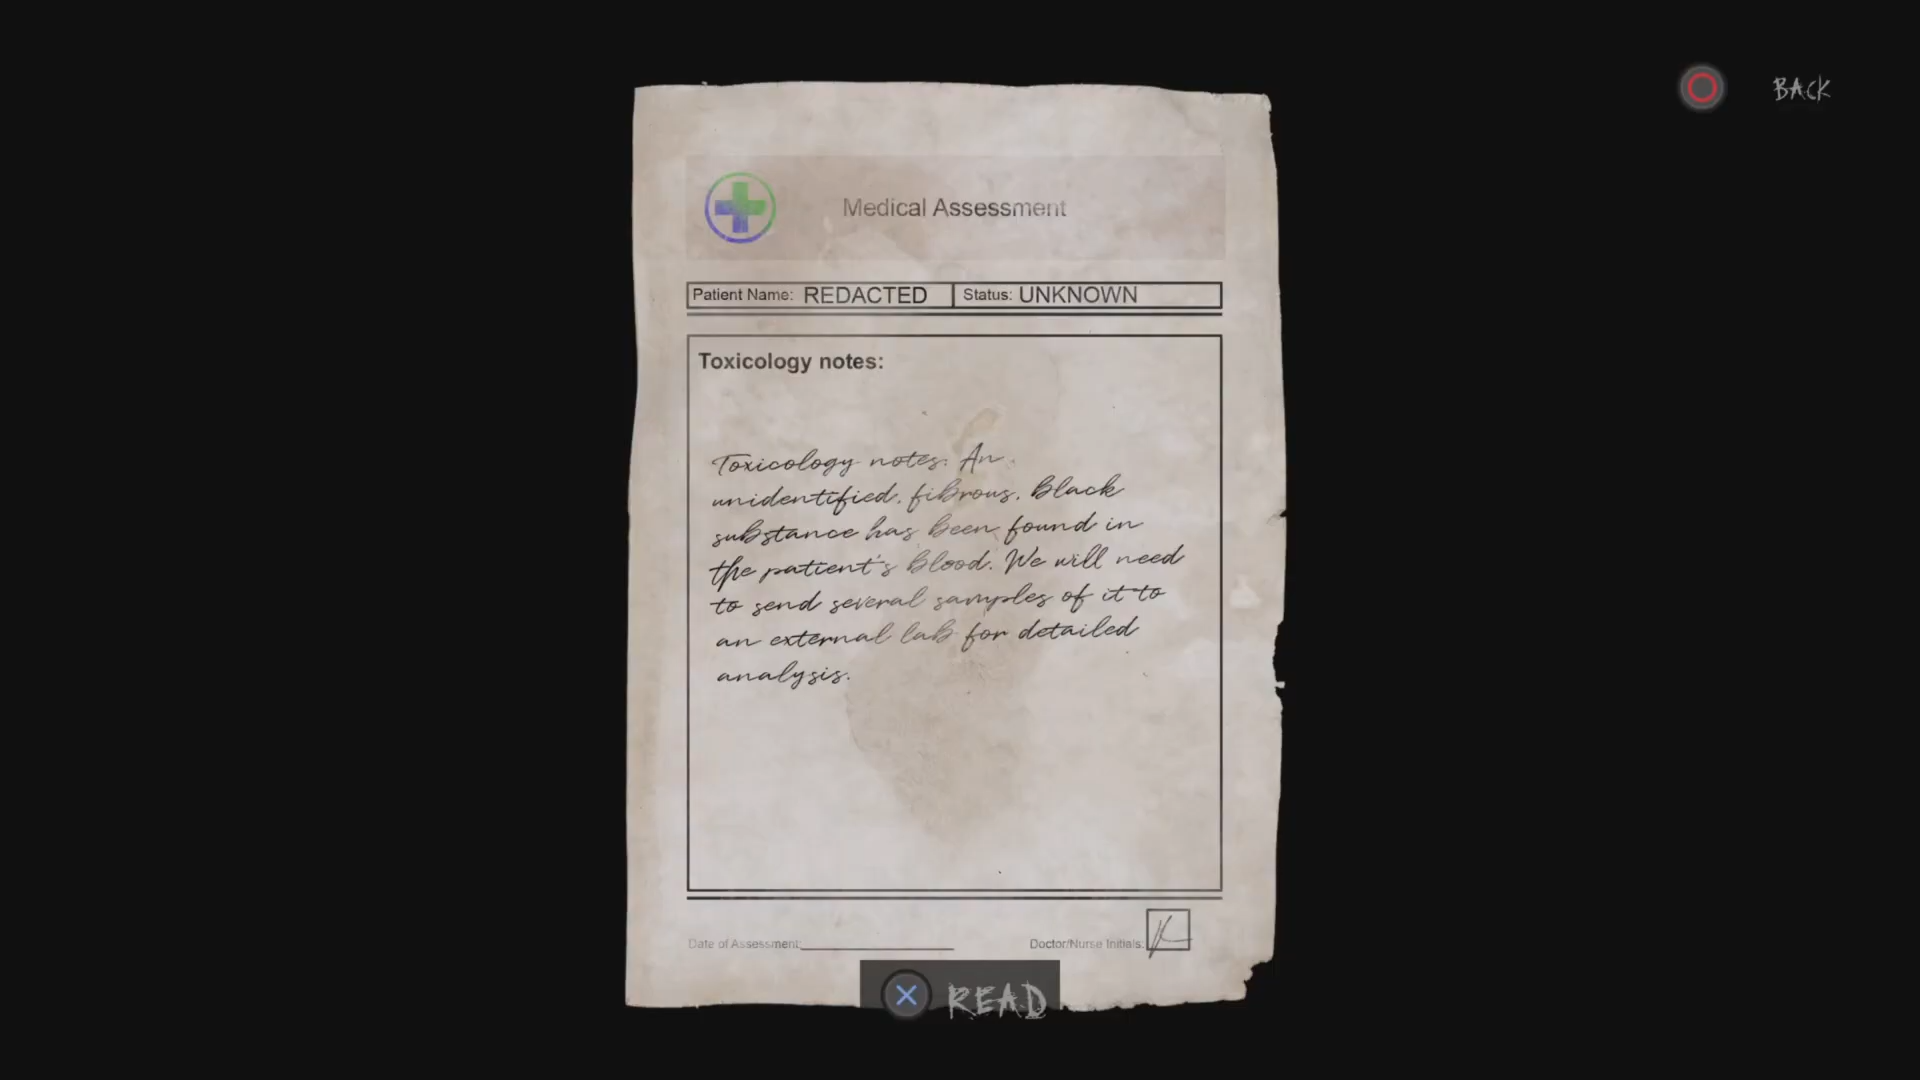 BACK
Medical Assessment
Patient Name: REDACTED Status: UNKNOWN
Toxicology notes:
Toxicology notes: An
unidentified, fibrous, black
substance has been found in
the patient's blood. We will need
to send several samples of it to
an external lab for detailed
analysis.
Date of Assessment:
Doctor/Nurse Initials:
READ